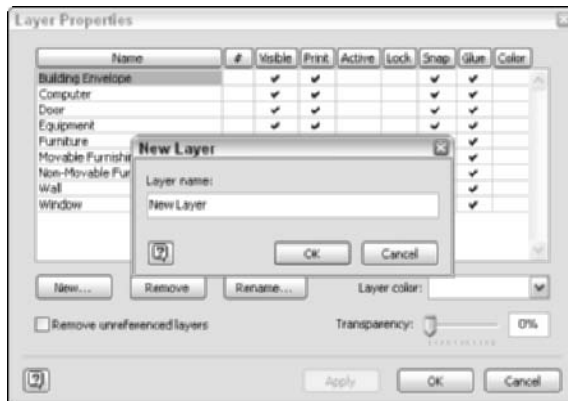 Layer Properties
Name # Visible Print Active Lock Snap Glue Color
Building Envelope
Computer
Door
Equipment
Furniture
Movable Furnishi
Non-Movable Fur
Wall
Window
New Layer
Layer name:
New Layer
OK Cancel
New... Remove Rename... Layer color:
Remove unreferenced layers Transparency: 0%
Apply OK Cancel